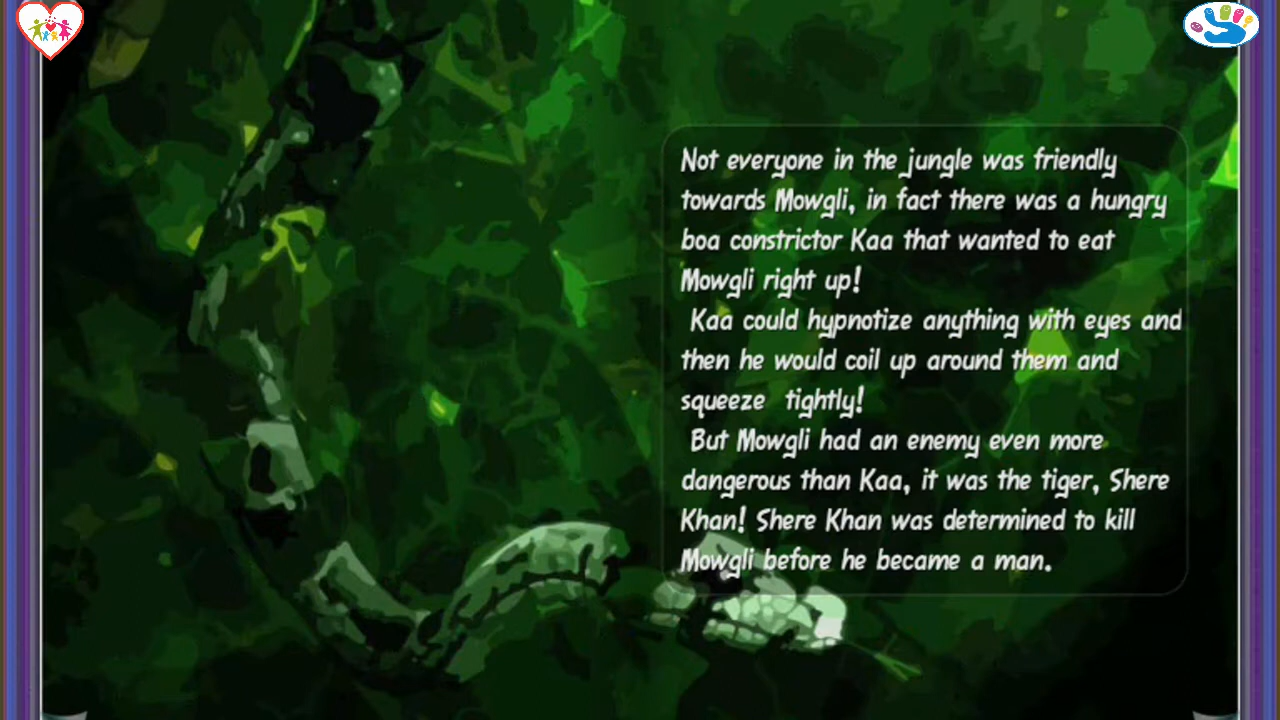 Not everyone in the jungle was friendly
towards Mowgli, in fact there was a hungry
boa constrictor Kaa that wanted to eat
Mowgli right up!
Kaa could hypnotize anything with eyes and
then he would coil up around them and
squeeze tightly!
But Mowgli had an enemy even more
dangerous than Kaa, it was the tiger, Shere
Khan! Shere Khan was determined to kill
Mowgli before he became a man.